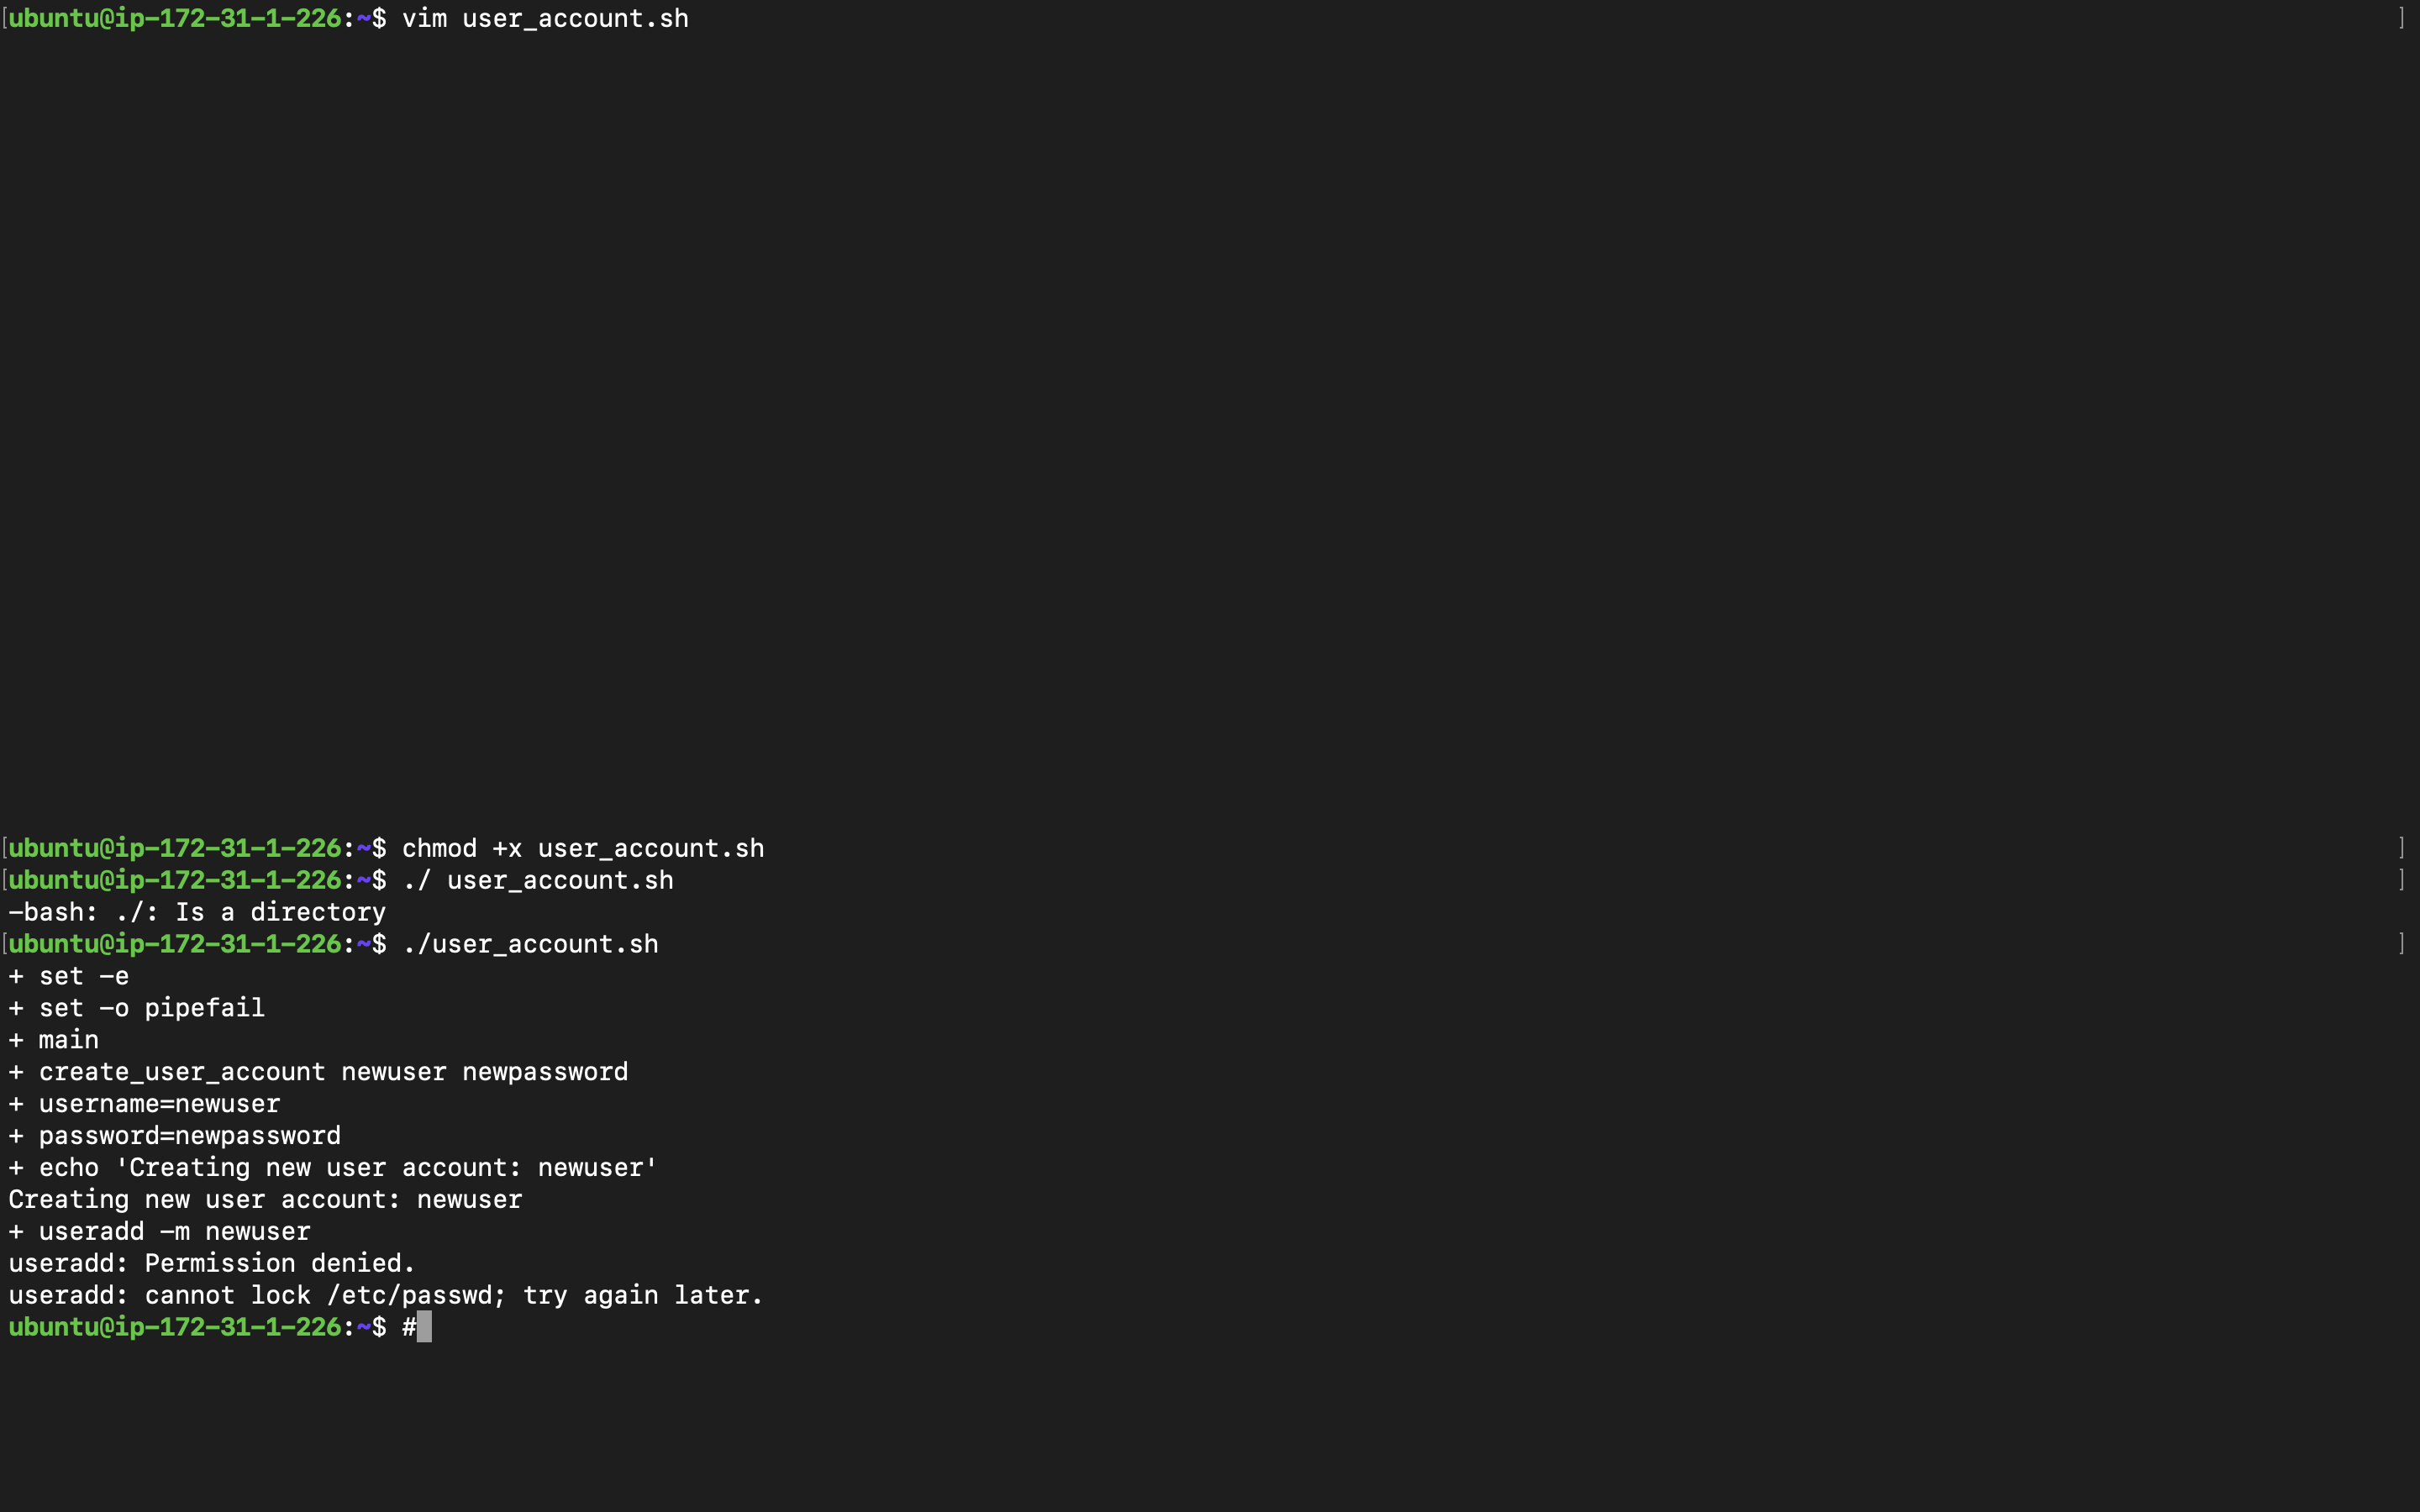 [ubuntu@ip-172-31-1-226:~$ vim user_account.sh ]
[ubuntu@ip-172-31-1-226:~$ chmod +x user_account.sh ]
[ubuntu@ip-172-31-1-226:~$ ./ user_account.sh ]
-bash: ./: Is a directory
[ubuntu@ip-172-31-1-226:~$ ./user_account.sh ]
+ set -e
+ set -o pipefail
+ main
+ create_user_account newuser newpassword
+ username=newuser
+ password=newpassword
+ echo 'Creating new user account: newuser'
Creating new user account: newuser
+ useradd -m newuser
useradd: Permission denied.
useradd: cannot lock /etc/passwd; try again later.
ubuntu@ip-172-31-1-226:~$ #